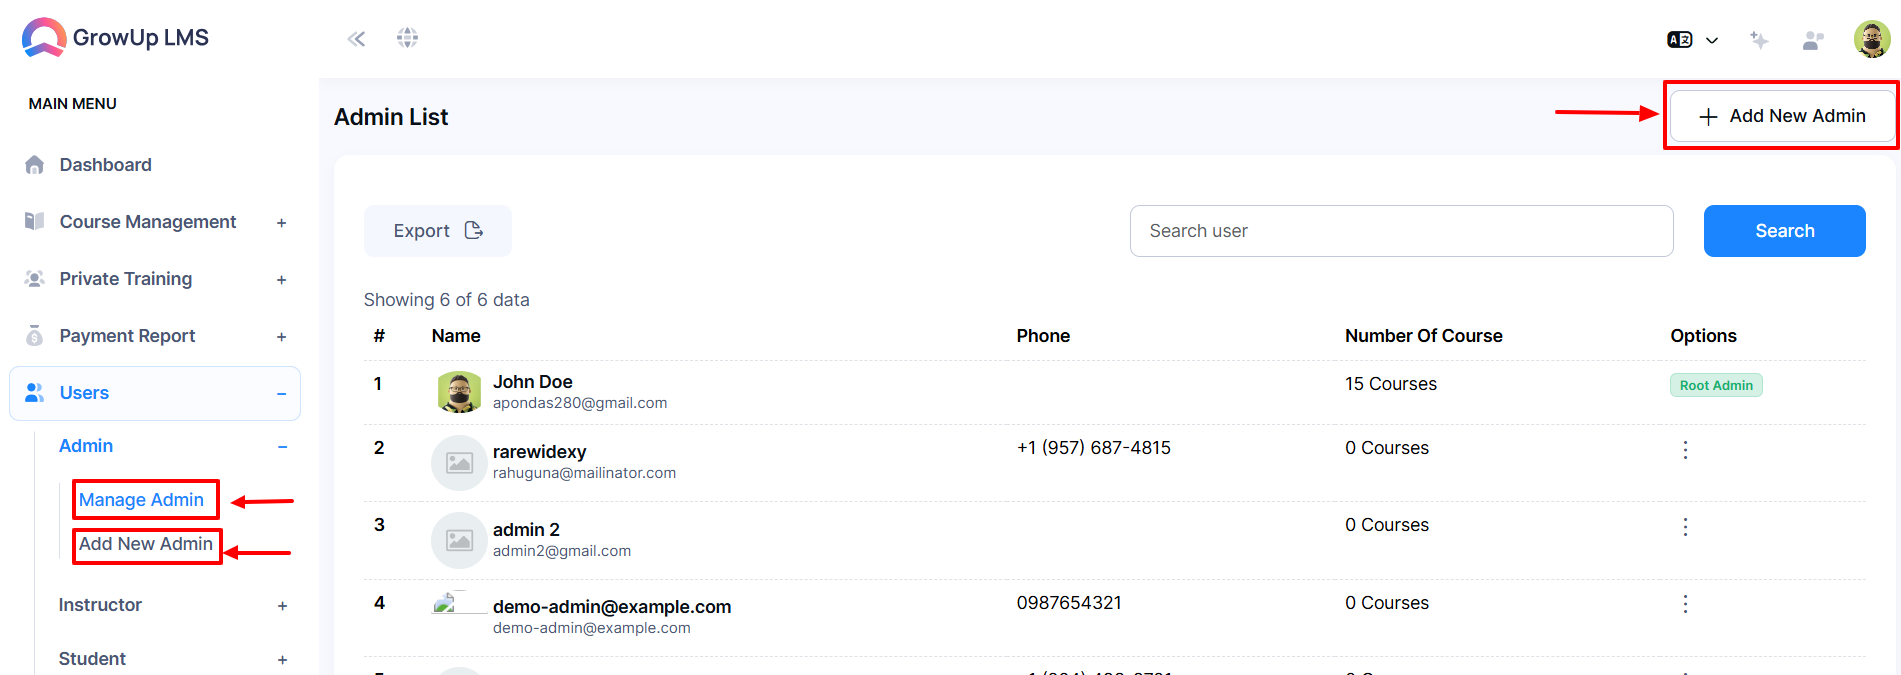 GrowUp LMS
MAIN MENU
Dashboard
Course Management +
Private Training +
Payment Report +
Users −
Admin −
Manage Admin
Add New Admin
Instructor +
Student +
Admin List
+ Add New Admin
Export
Search user
Search
Showing 6 of 6 data
# Name Phone Number Of Course Options
1 John Doe 15 Courses Root Admin
apondas280@gmail.com
2 rarewidexy +1 (957) 687-4815 0 Courses
rahuguna@mailinator.com
3 admin 2 0 Courses
admin2@gmail.com
4 demo-admin@example.com 0987654321 0 Courses
demo-admin@example.com